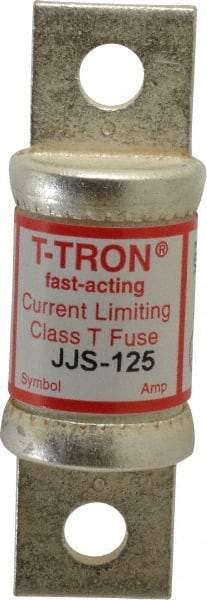 T-TRON®
fast-acting
Current Limiting
Class T Fuse
JJS-125
Symbol Amp